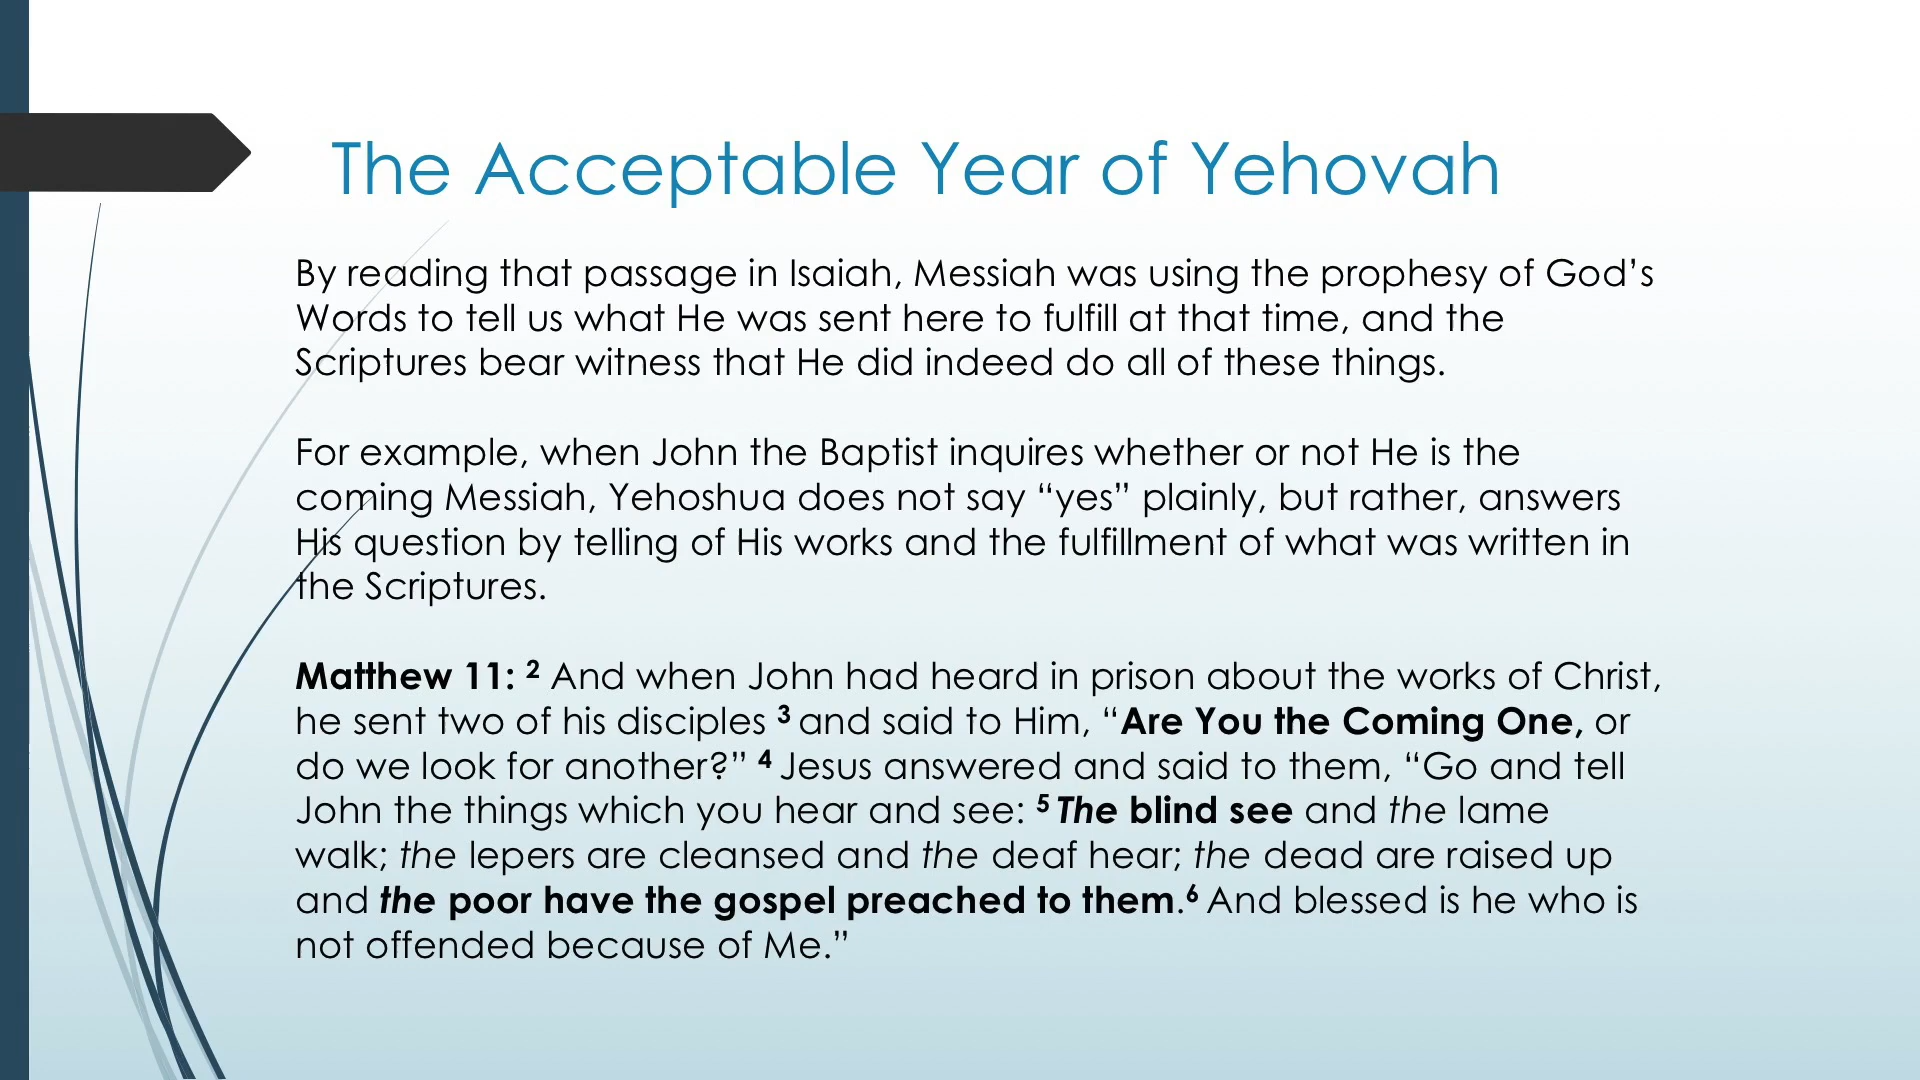 The Acceptable Year of Yehovah
By reading that passage in Isaiah, Messiah was using the prophesy of God’s
Words to tell us what He was sent here to fulfill at that time, and the
Scriptures bear witness that He did indeed do all of these things.
For example, when John the Baptist inquires whether or not He is the
coming Messiah, Yehoshua does not say “yes” plainly, but rather, answers
His question by telling of His works and the fulfillment of what was written in
the Scriptures.
Matthew 11: 2 And when John had heard in prison about the works of Christ,
he sent two of his disciples 3 and said to Him, “Are You the Coming One, or
do we look for another?” 4 Jesus answered and said to them, “Go and tell
John the things which you hear and see: 5 The blind see and the lame
walk; the lepers are cleansed and the deaf hear; the dead are raised up
and the poor have the gospel preached to them.6 And blessed is he who is
not offended because of Me.”